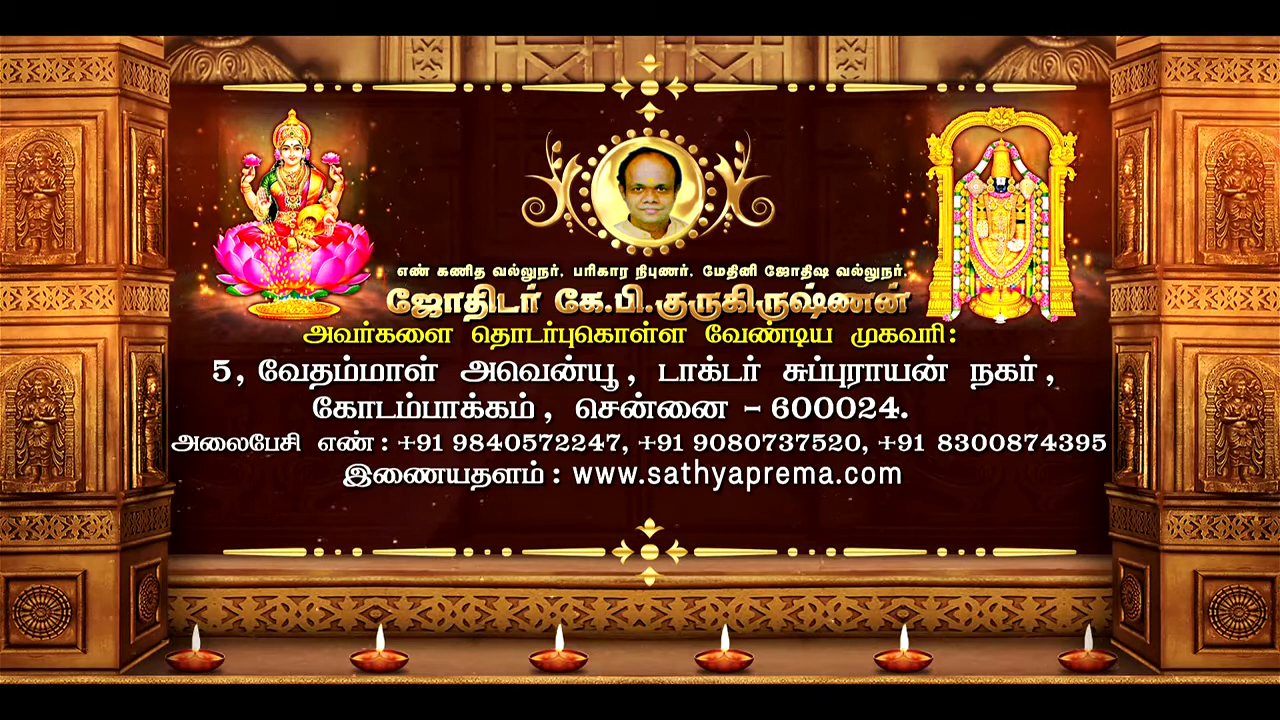 எண் கணித வல்லுநர், பரிகார நிபுணர், மேதினி ஜோதிஷ வல்லுநர்,
ஜோதிடர் கே.பி.குருகிருஷ்ணன்
அவர்களை தொடர்புகொள்ள வேண்டிய முகவரி:
5, வேதம்மாள் அவென்யூ, டாக்டர் சுப்புராயன் நகர்,
கோடம்பாக்கம், சென்னை - 600024.
அலைபேசி எண்: +91 9840572247, +91 9080737520, +91 8300874395
இணையதளம்: www.sathyaprema.com